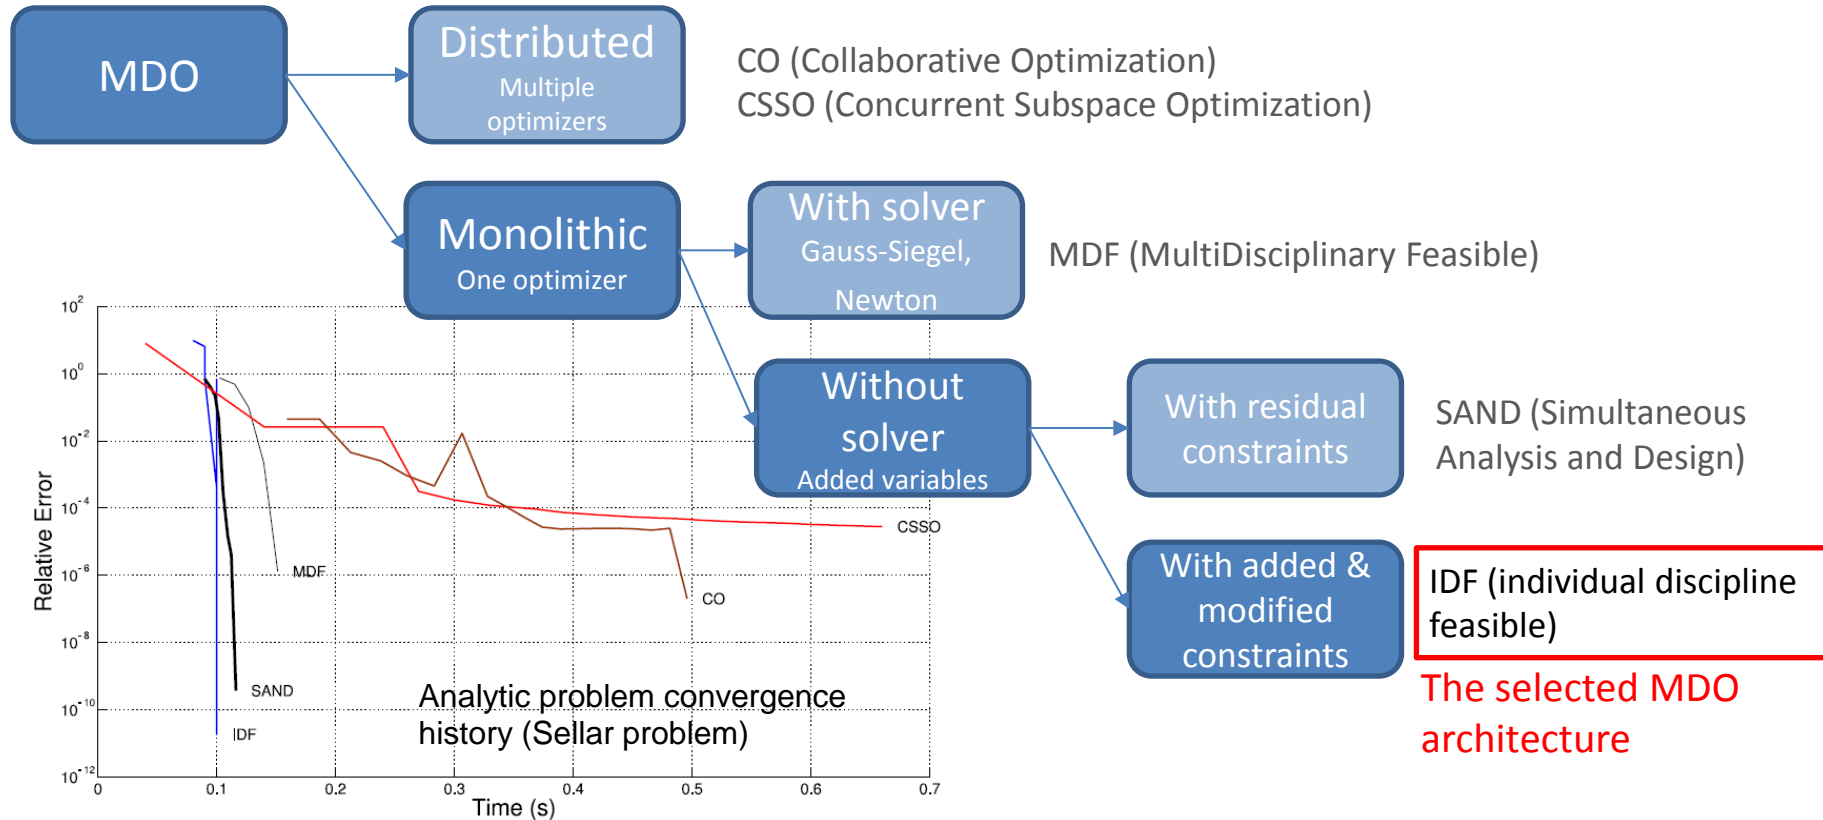 MDO
Distributed
Multiple
optimizers
CO (Collaborative Optimization)
CSSO (Concurrent Subspace Optimization)
Monolithic
One optimizer
With solver
Gauss-Siegel,
Newton
MDF (MultiDisciplinary Feasible)
Without
solver
Added variables
With residual
constraints
SAND (Simultaneous
Analysis and Design)
With added &
modified
constraints
IDF (individual discipline
feasible)
The selected MDO
architecture
10^2
10^0
10^-2
10^-4
10^-6
10^-8
10^-10
10^-12
Relative Error
0 0.1 0.2 0.3 0.4 0.5 0.6 0.7
Time (s)
CSSO
MDF
CO
SAND
IDF
Analytic problem convergence
history (Sellar problem)